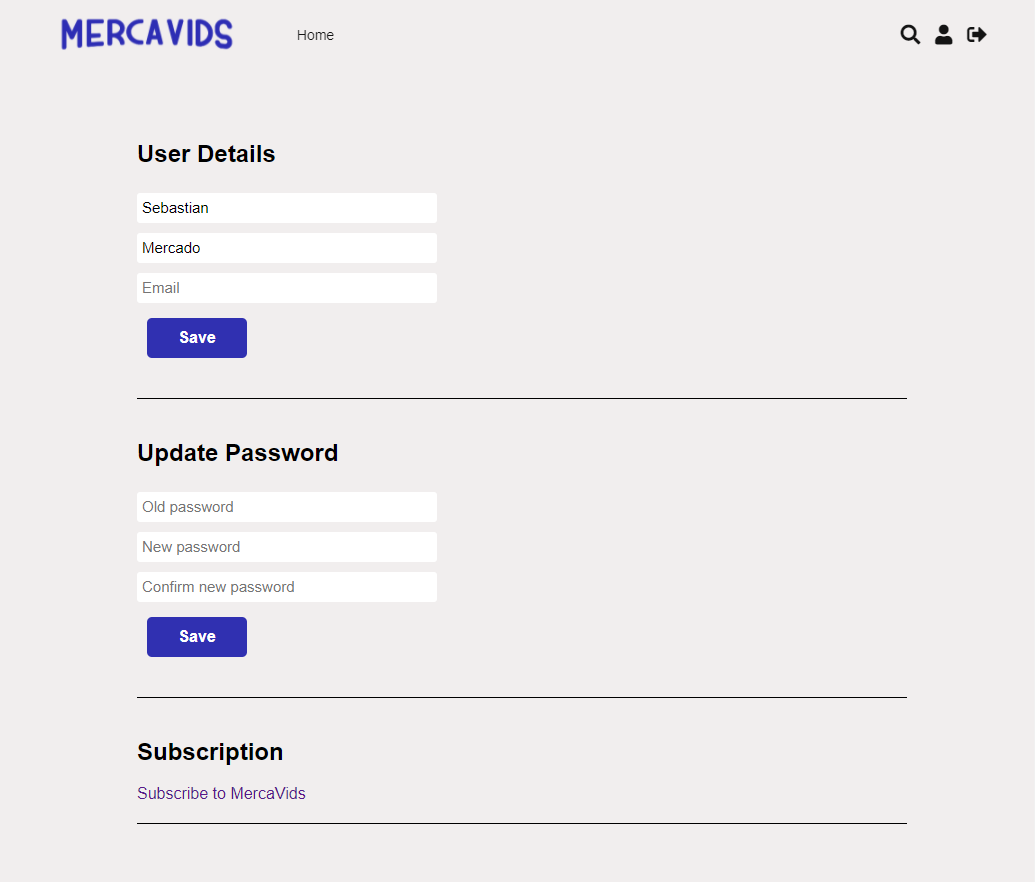 MERCAVIDS
Home
User Details
Sebastian
Mercado
Email
Save
Update Password
Old password
New password
Confirm new password
Save
Subscription
Subscribe to MercaVids